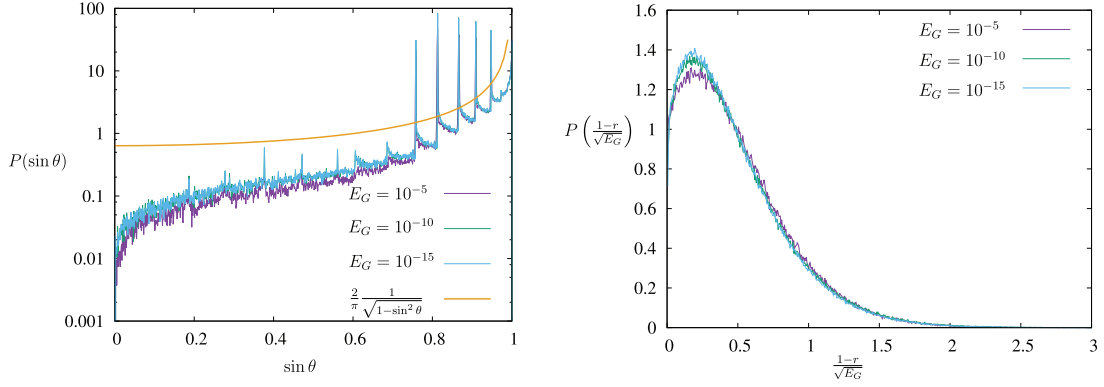 100
10
1
0.1
0.01
0.001
P(sin θ)
E_G = 10^{-5}
E_G = 10^{-10}
E_G = 10^{-15}
\frac{2}{π} \frac{1}{\sqrt{1-sin^2 θ}}
0 0.2 0.4 0.6 0.8 1
sin θ
1.6
1.4
1.2
1
0.8
0.6
0.4
0.2
0
P(\frac{1-r}{\sqrt{E_G}})
E_G = 10^{-5}
E_G = 10^{-10}
E_G = 10^{-15}
0 0.5 1 1.5 2 2.5 3
\frac{1-r}{\sqrt{E_G}}